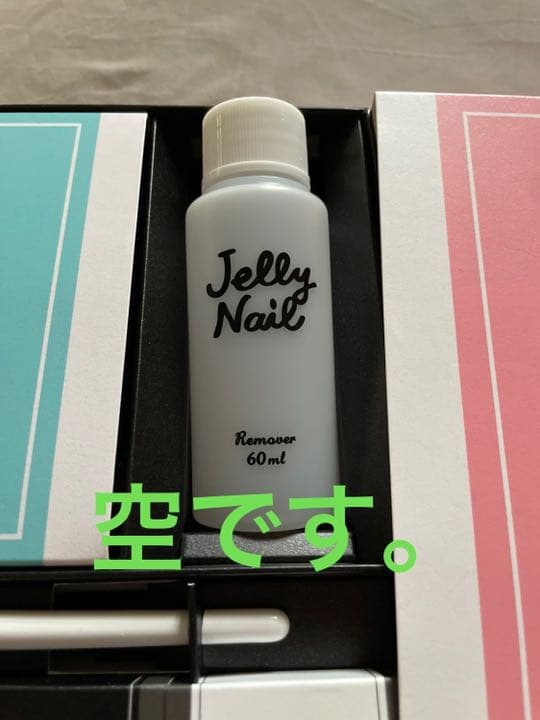 Jelly
Nail
Remover
60ml
空です。